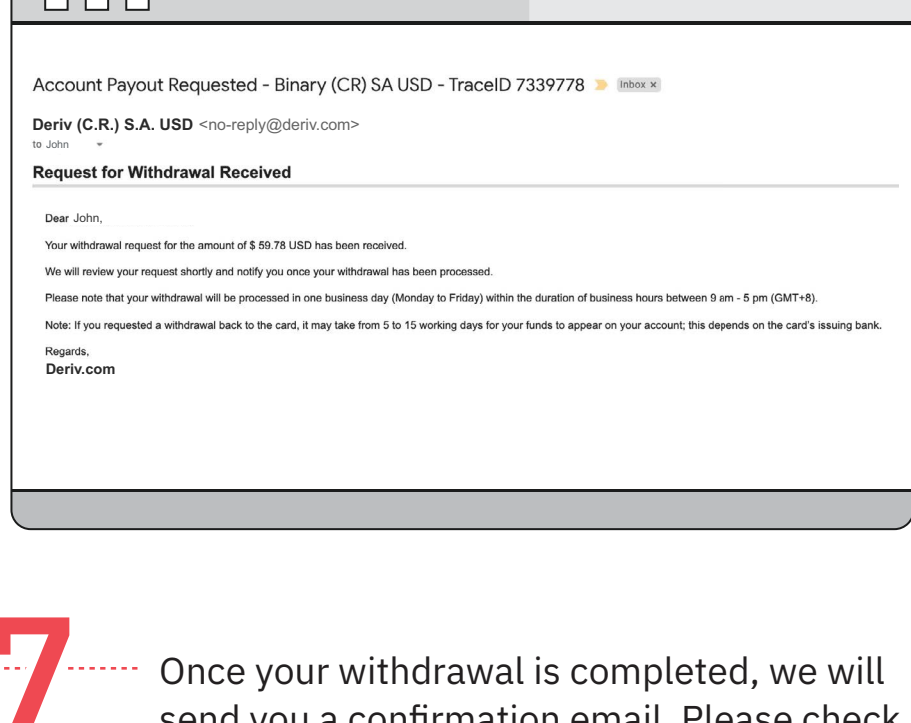 Account Payout Requested - Binary (CR) SA USD - TraceID 7339778 Inbox x
Deriv (C.R.) S.A. USD <no-reply@deriv.com>
to John
Request for Withdrawal Received
Dear John,
Your withdrawal request for the amount of $ 59.78 USD has been received.
We will review your request shortly and notify you once your withdrawal has been processed.
Please note that your withdrawal will be processed in one business day (Monday to Friday) within the duration of business hours between 9 am - 5 pm (GMT+8).
Note: If you requested a withdrawal back to the card, it may take from 5 to 15 working days for your funds to appear on your account; this depends on the card's issuing bank.
Regards,
Deriv.com
7
Once your withdrawal is completed, we will
send you a confirmation email. Please check